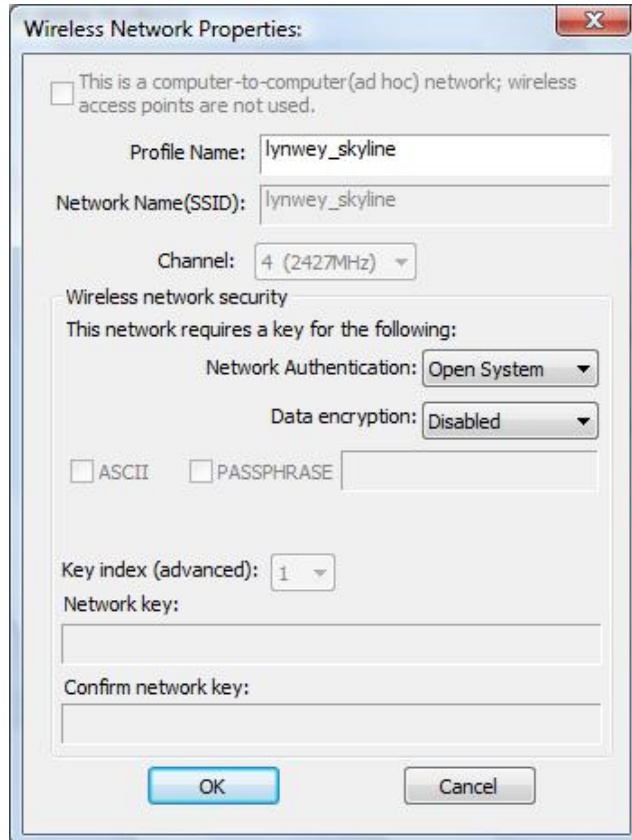 Wireless Network Properties:
This is a computer-to-computer(ad hoc) network; wireless
access points are not used.
Profile Name: lynwey_skyline
Network Name(SSID): lynwey_skyline
Channel: 4 (2427MHz)
Wireless network security
This network requires a key for the following:
Network Authentication: Open System
Data encryption: Disabled
ASCII PASSPHRASE
Key index (advanced): 1
Network key:
Confirm network key:
OK Cancel